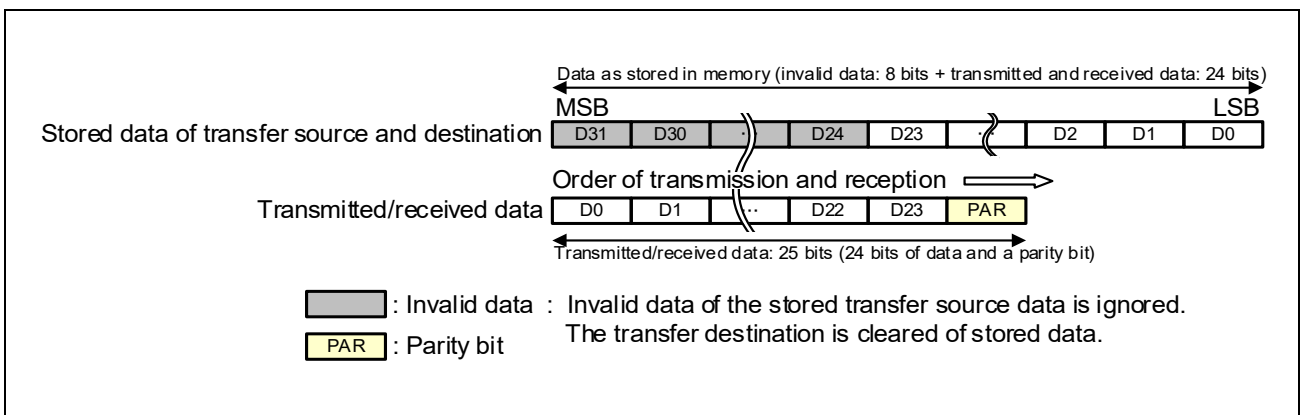 Data as stored in memory (invalid data: 8 bits + transmitted and received data: 24 bits)
MSB LSB
Stored data of transfer source and destination D31 D30 ... D24 D23 ... D2 D1 D0
Order of transmission and reception
Transmitted/received data D0 D1 ... D22 D23 PAR
Transmitted/received data: 25 bits (24 bits of data and a parity bit)
: Invalid data : Invalid data of the stored transfer source data is ignored.
The transfer destination is cleared of stored data.
PAR : Parity bit